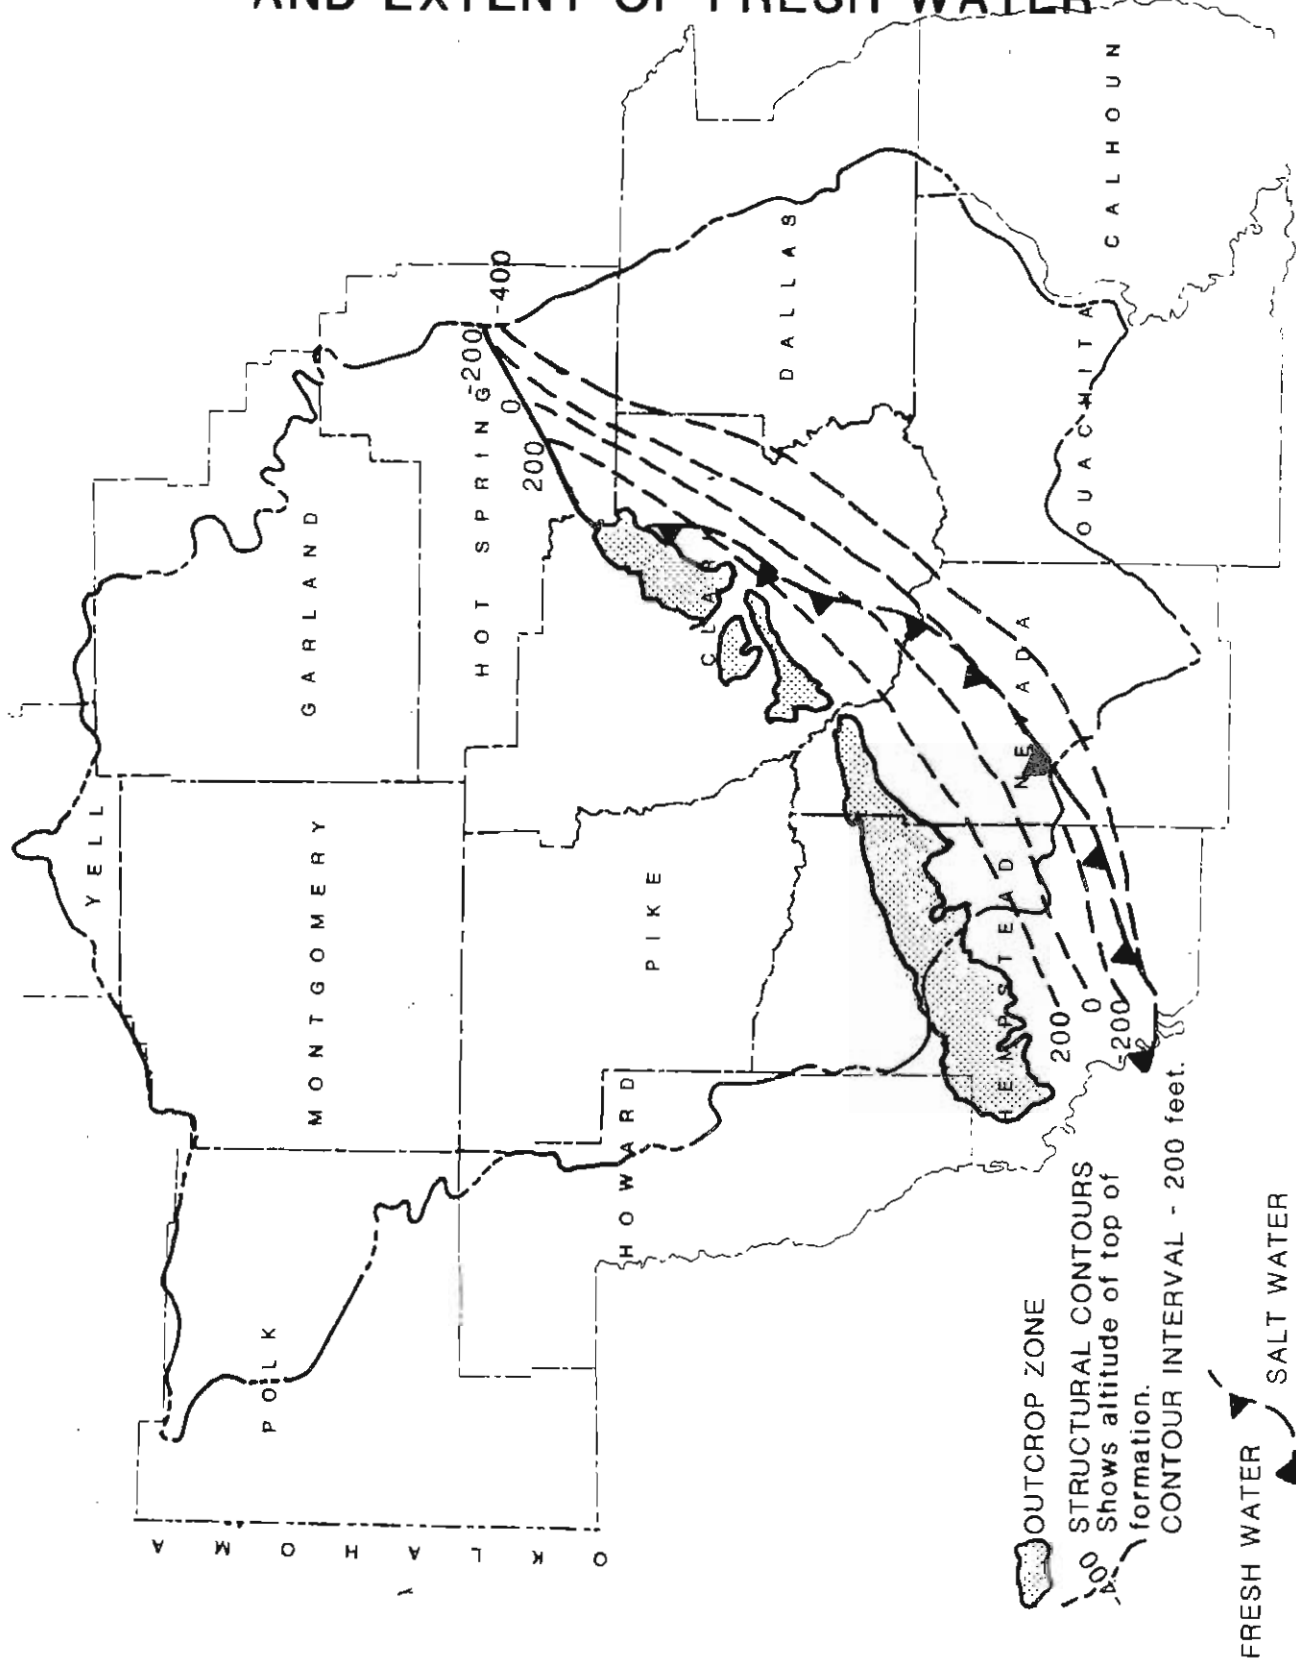 AND EXTENT OF FRESH WATER
YELL
POLK
MONTGOMERY
GARLAND
HOT SPRING
HOWARD
PIKE
DALLAS
HEMPSTEAD
NEVADA
OUACHITA
CALHOUN
OKLAHOMA
-400
-200
0
200
200
0
-200
OUTCROP ZONE
STRUCTURAL CONTOURS
Shows altitude of top of
formation.
CONTOUR INTERVAL - 200 feet.
FRESH WATER
SALT WATER